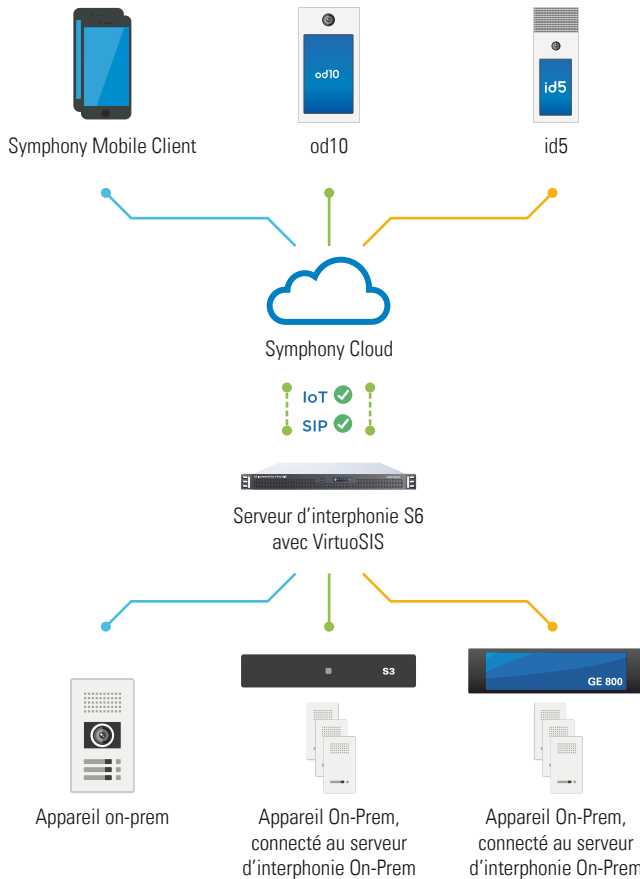 od10
id5
Symphony Mobile Client
od10
id5
Symphony Cloud
IoT
SIP
Serveur d'interphonie S6
avec VirtuoSIS
S3
GE 800
Appareil on-prem
Appareil On-Prem,
connecté au serveur
d'interphonie On-Prem
Appareil On-Prem,
connecté au serveur
d'interphonie On-Prem